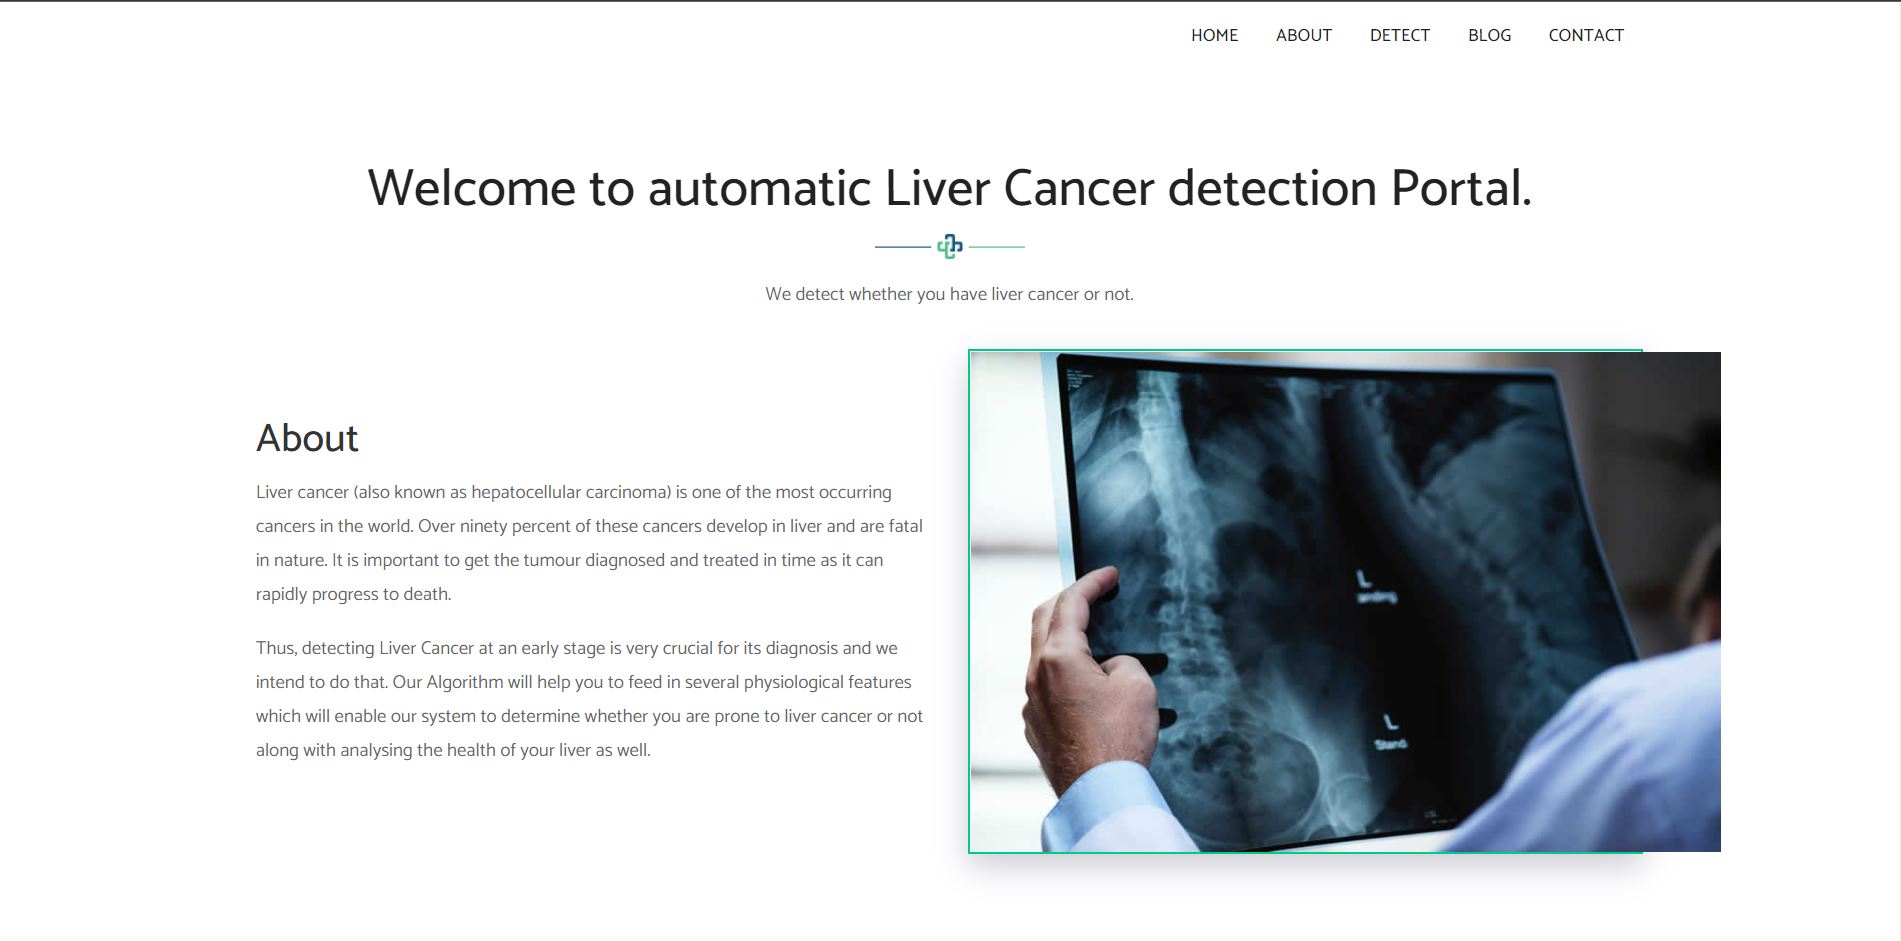 HOME ABOUT DETECT BLOG CONTACT
Welcome to automatic Liver Cancer detection Portal.
We detect whether you have liver cancer or not.
About
Liver cancer (also known as hepatocellular carcinoma) is one of the most occurring
cancers in the world. Over ninety percent of these cancers develop in liver and are fatal
in nature. It is important to get the tumour diagnosed and treated in time as it can
rapidly progress to death.
Thus, detecting Liver Cancer at an early stage is very crucial for its diagnosis and we
intend to do that. Our Algorithm will help you to feed in several physiological features
which will enable our system to determine whether you are prone to liver cancer or not
along with analysing the health of your liver as well.
L
L
Stand